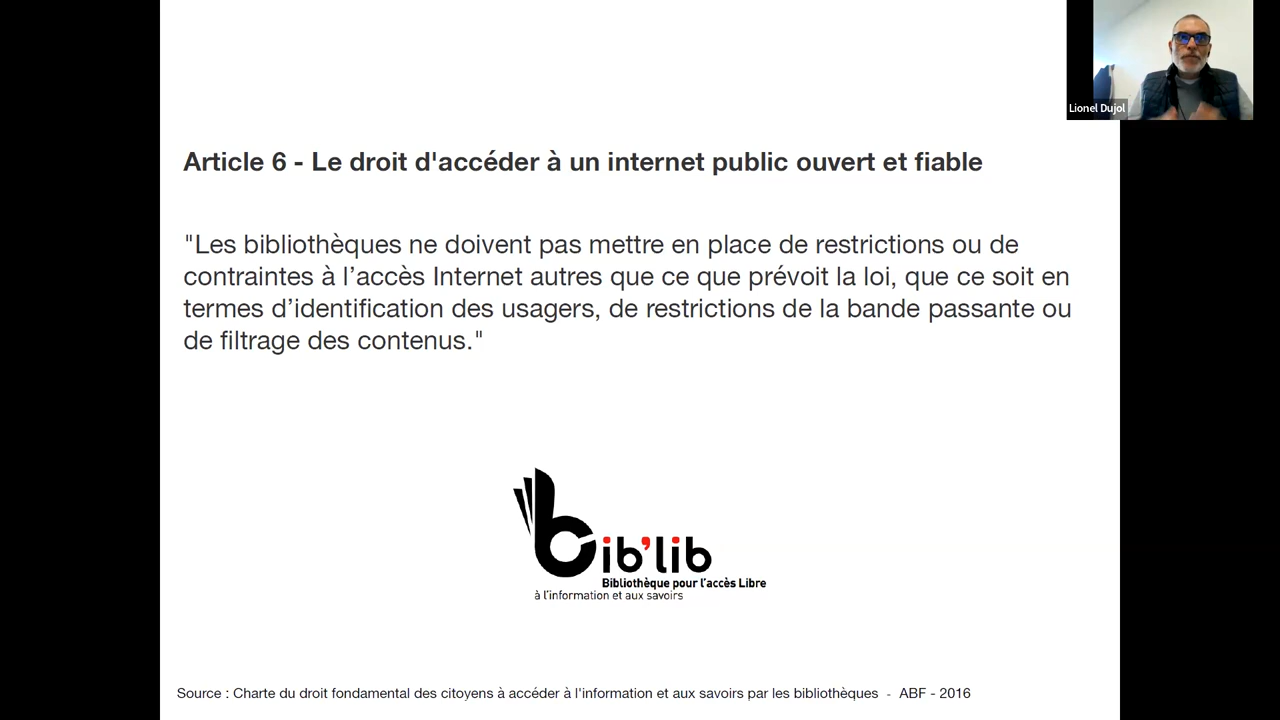 Lionel Dujol
Article 6 - Le droit d'accéder à un internet public ouvert et fiable
"Les bibliothèques ne doivent pas mettre en place de restrictions ou de
contraintes à l’accès Internet autres que ce que prévoit la loi, que ce soit en
termes d’identification des usagers, de restrictions de la bande passante ou
de filtrage des contenus."
bib'lib
Bibliothèque pour l’accès Libre
à l’information et aux savoirs
Source : Charte du droit fondamental des citoyens à accéder à l'information et aux savoirs par les bibliothèques - ABF - 2016